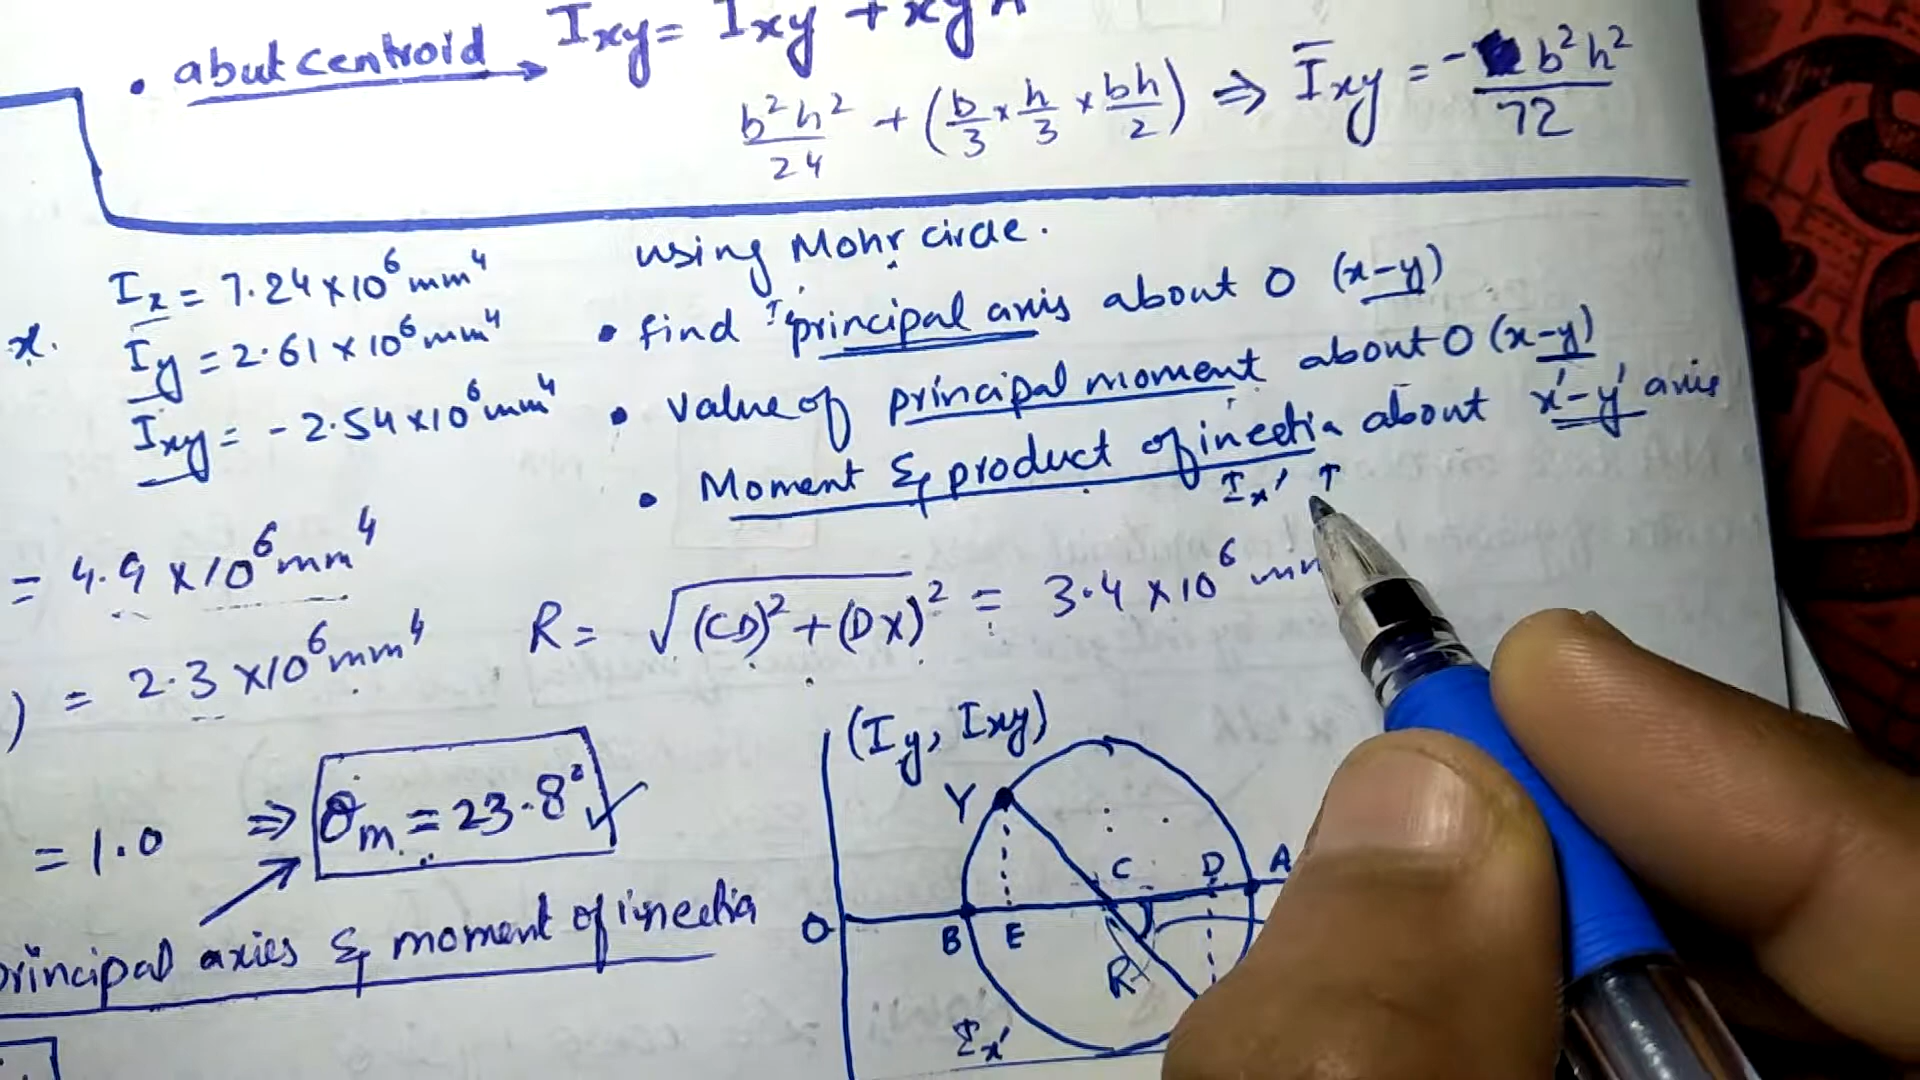 • abut centroid → Ixy = Ixy + xyA
b²h²/24 + (b/3 × h/3 × bh/2) ⇒ I̅xy = - b²h²/72
using Mohr circle.
x. Ix = 7.24 x 10⁶ mm⁴
Iy = 2.61 x 10⁶ mm⁴
Ixy = - 2.54 x 10⁶ mm⁴
• find principal axis about O (x-y)
• value of principal moment about O (x-y)
• Moment & product of inertia about x'-y' axis
Ix' ↑
= 4.9 x 10⁶ mm⁴
) = 2.3 x 10⁶ mm⁴
R = √(CD)² + (DX)² = 3.4 x 10⁶ mm
= 1.0 ⇒ θm = 23.8°
principal axies & moment of inertia
(Iy, Ixy)
Y
C D A
O B E
R
Ix'